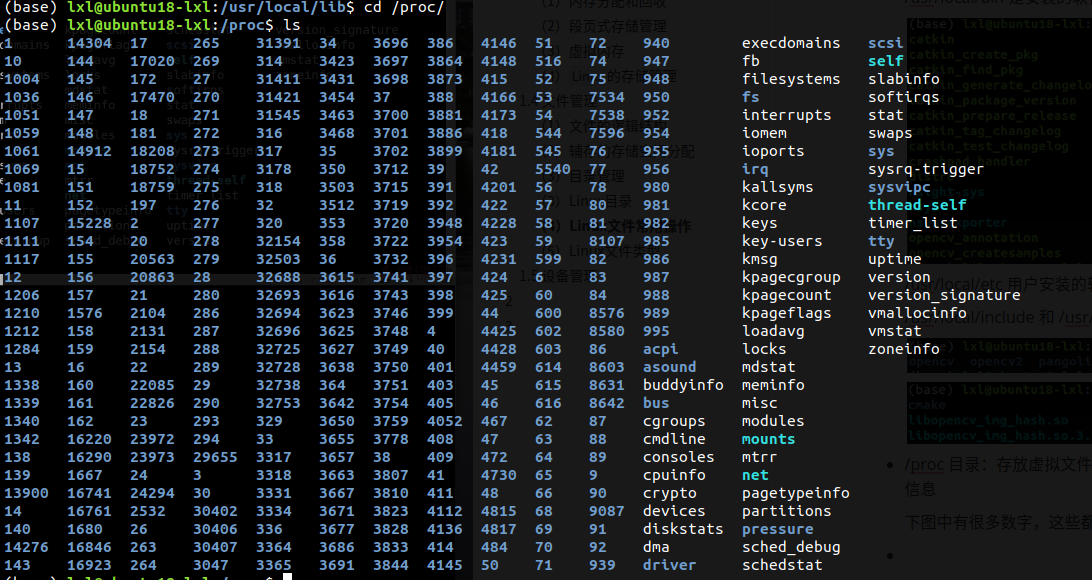 (base) lxl@ubuntu18-lxl:/usr/local/lib$ cd /proc/
(base) lxl@ubuntu18-lxl:/proc$ ls
1 14304 17 265 31391 34 3696 386 4146 51 72 940 execdomains scsi
10 144 17020 269 314 3423 3697 3864 4148 516 74 947 fb self
1004 145 172 27 31411 3431 3698 3873 415 52 75 948 filesystems slabinfo
1036 146 17470 270 31421 3454 37 388 4166 53 7534 950 fs softirqs
1051 147 18 271 31545 3463 3700 3881 4173 54 7538 952 interrupts stat
1059 148 181 272 316 3468 3701 3886 418 544 7596 954 iomem swaps
1061 14912 18208 273 317 35 3702 3899 4181 545 76 955 ioports sys
1069 15 18752 274 3178 350 3712 39 42 5540 77 956 irq sysrq-trigger
1081 151 18759 275 318 3503 3715 391 4201 56 78 980 kallsyms sysvipc
11 152 197 276 32 3512 3719 392 422 57 80 981 kcore thread-self
1107 15228 2 277 320 353 3720 3948 4228 58 81 982 keys timer_list
1111 154 20 278 32154 358 3722 3954 423 59 8107 985 key-users tty
1117 155 20563 279 32503 36 3732 396 4231 599 82 986 kmsg uptime
12 156 20863 28 32688 3615 3741 397 424 6 83 987 kpagecgroup version
1206 157 21 280 32693 3616 3743 398 425 60 84 988 kpagecount version_signature
1210 1576 2104 286 32694 3623 3746 399 44 600 8576 989 kpageflags vmallocinfo
1212 158 2131 287 32696 3625 3748 4 4425 602 8580 995 loadavg vmstat
1284 159 2154 288 32725 3627 3749 40 4428 603 86 acpi locks zoneinfo
13 16 22 289 32728 3638 3750 401 4459 614 8603 asound mdstat
1338 160 22085 29 32738 364 3751 403 45 615 8631 buddyinfo meminfo
1339 161 22826 290 32753 3642 3754 405 46 616 8642 bus misc
1340 162 23 293 329 3650 3759 4052 467 62 87 cgroups modules
1342 16220 23972 294 33 3655 3778 408 47 63 88 cmdline mounts
138 16290 23973 29655 3317 3657 38 409 472 64 89 consoles mtrr
139 1667 24 3 3318 3663 3807 41 4730 65 9 cpuinfo net
13900 16741 24294 30 3331 3667 3810 411 48 66 90 crypto pagetypeinfo
14 16761 2532 30402 3334 3671 3823 4112 4815 68 9087 devices partitions
140 1680 26 30406 336 3677 3828 4136 4817 69 91 diskstats pressure
14276 16846 263 30407 3364 3686 3833 414 484 70 92 dma sched_debug
143 16923 264 3047 3365 3691 3844 4145 50 71 939 driver schedstat
(base) lxl@ubuntu18-lxl:/proc$